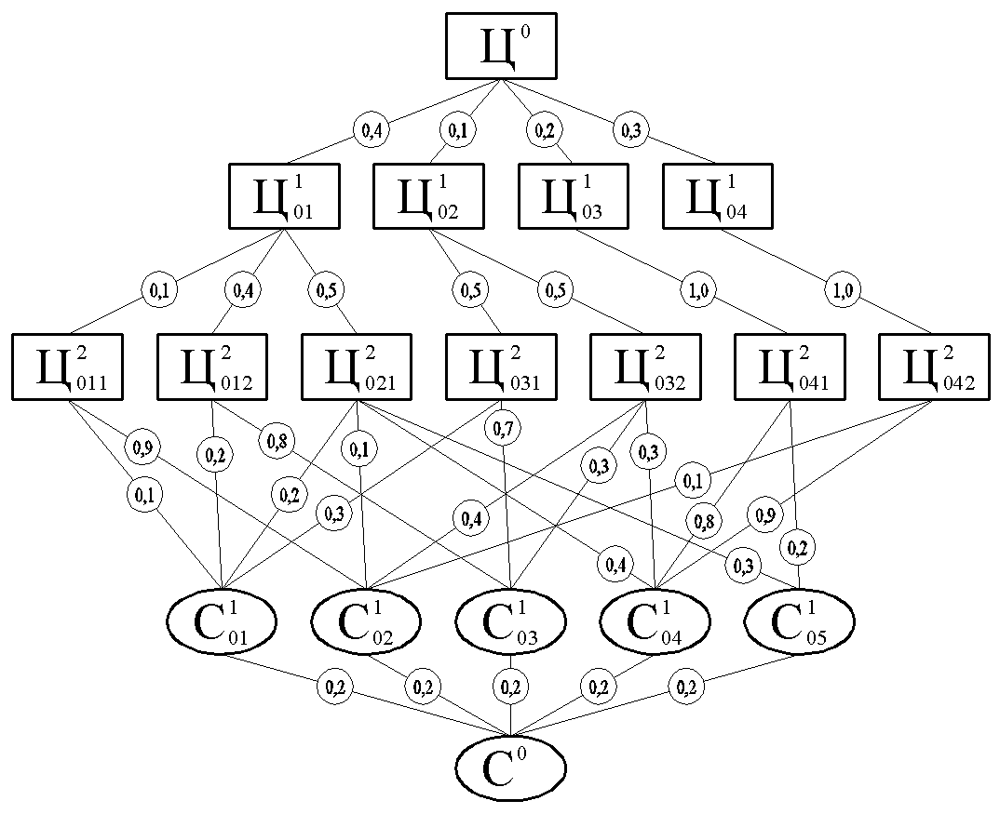 Ц⁰
0,4 0,1 0,2 0,3
Ц¹₀₁ Ц¹₀₂ Ц¹₀₃ Ц¹₀₄
0,1 0,4 0,5 0,5 0,5 1,0 1,0
Ц²₀₁₁ Ц²₀₁₂ Ц²₀₂₁ Ц²₀₃₁ Ц²₀₃₂ Ц²₀₄₁ Ц²₀₄₂
0,9 0,2 0,8 0,1 0,7 0,3 0,3 0,1
0,1 0,2 0,3 0,4 0,8 0,9
0,4 0,3 0,2
С¹₀₁ С¹₀₂ С¹₀₃ С¹₀₄ С¹₀₅
0,2 0,2 0,2 0,2 0,2
С⁰